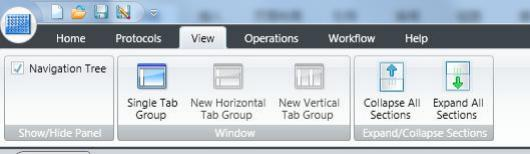 Home Protocols View Operations Workflow Help
Navigation Tree
Single Tab Group
New Horizontal Tab Group
New Vertical Tab Group
Collapse All Sections
Expand All Sections
Show/Hide Panel Window Expand/Collapse Sections